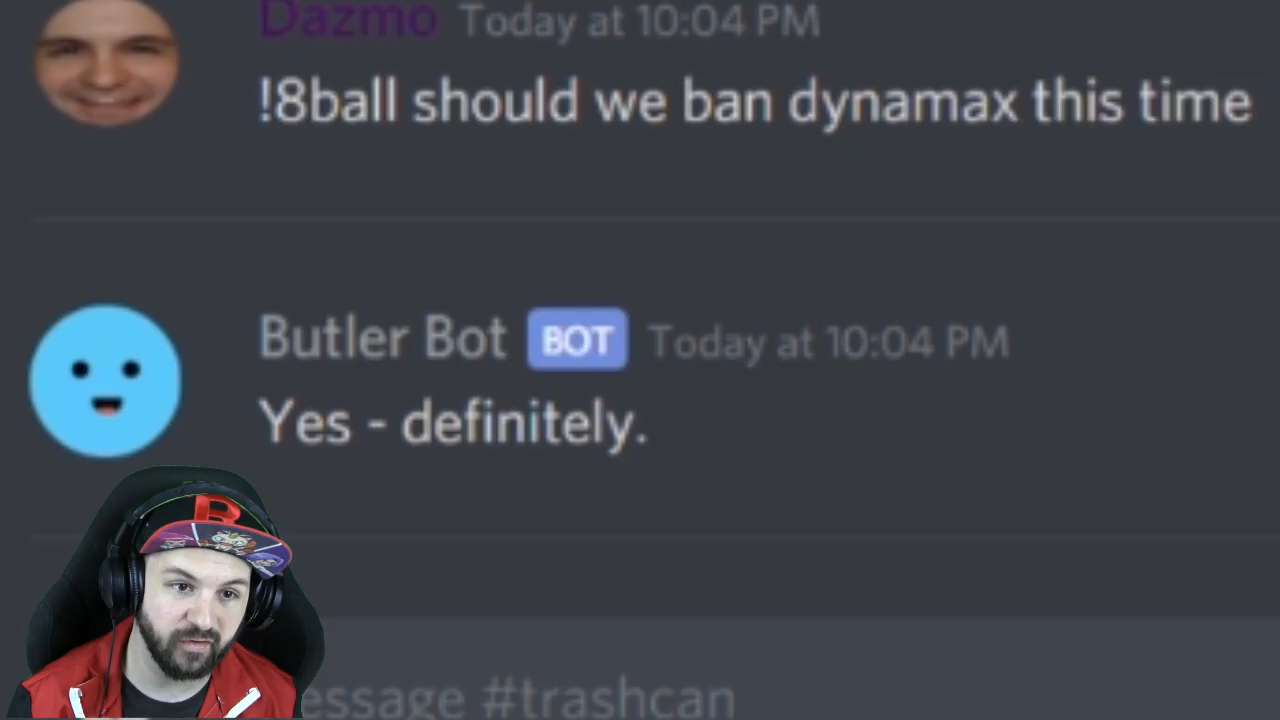 Dazmo Today at 10:04 PM
!8ball should we ban dynamax this time
Butler Bot BOT Today at 10:04 PM
Yes - definitely.
essage #trashcan
R